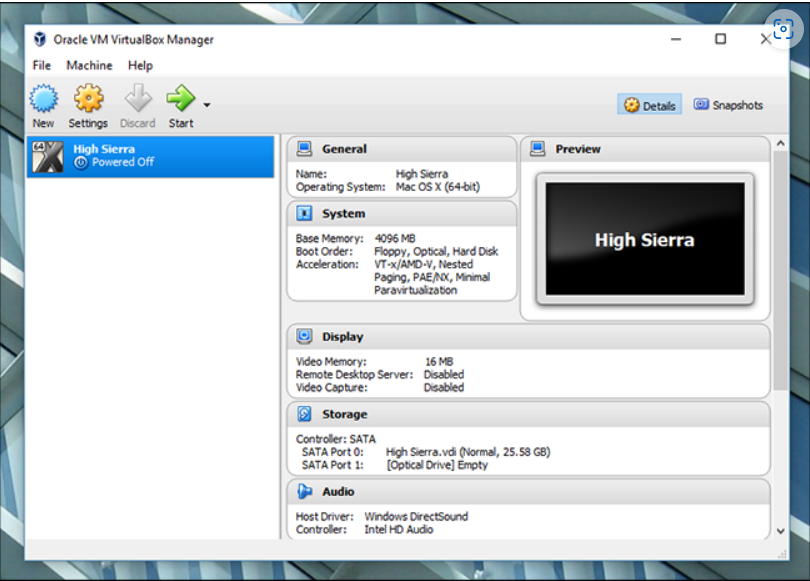 Oracle VM VirtualBox Manager
File Machine Help
New Settings Discard Start
Details Snapshots
64
High Sierra
Powered Off
General
Name: High Sierra
Operating System: Mac OS X (64-bit)
System
Base Memory: 4096 MB
Boot Order: Floppy, Optical, Hard Disk
Acceleration: VT-x/AMD-V, Nested
Paging, PAE/NX, Minimal
Paravirtualization
Preview
High Sierra
Display
Video Memory: 16 MB
Remote Desktop Server: Disabled
Video Capture: Disabled
Storage
Controller: SATA
SATA Port 0: High Sierra.vdi (Normal, 25.58 GB)
SATA Port 1: [Optical Drive] Empty
Audio
Host Driver: Windows DirectSound
Controller: Intel HD Audio